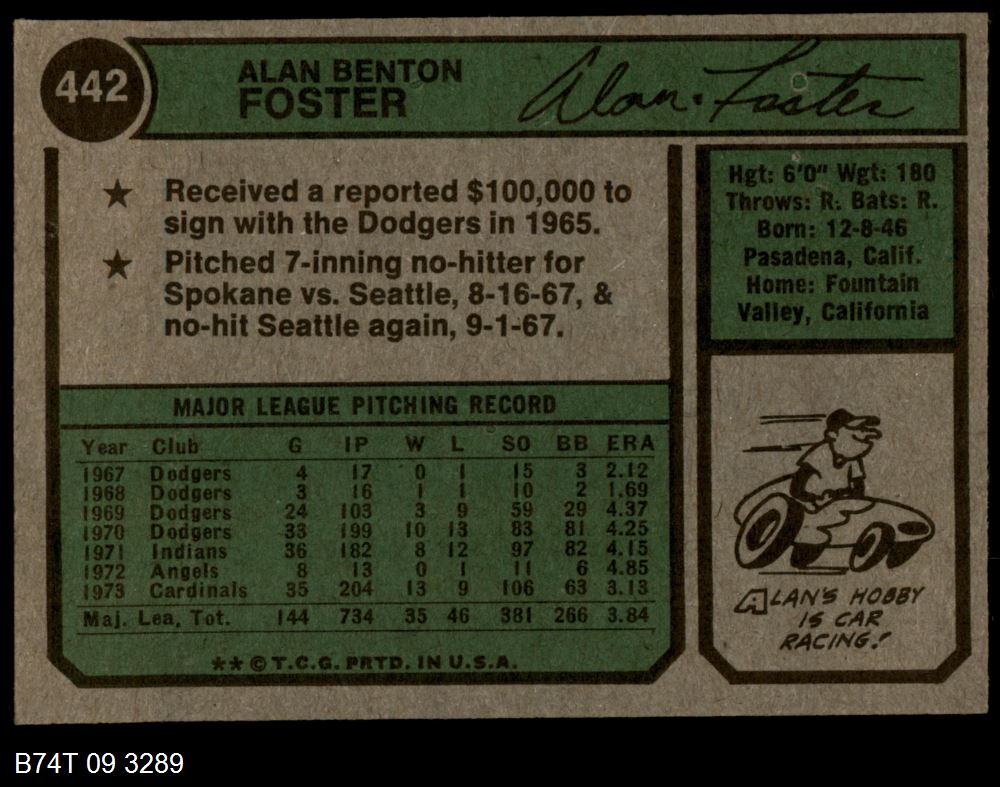 442
ALAN BENTON
FOSTER
Alan Foster
★ Received a reported $100,000 to
sign with the Dodgers in 1965.
★ Pitched 7-inning no-hitter for
Spokane vs. Seattle, 8-16-67, &
no-hit Seattle again, 9-1-67.
Hgt: 6'0" Wgt: 180
Throws: R. Bats: R.
Born: 12-8-46
Pasadena, Calif.
Home: Fountain
Valley, California
MAJOR LEAGUE PITCHING RECORD
Year Club G IP W L SO BB ERA
1967 Dodgers 4 17 0 1 15 3 2.12
1968 Dodgers 3 16 1 1 10 2 1.69
1969 Dodgers 24 103 3 9 59 29 4.37
1970 Dodgers 33 199 10 13 83 81 4.25
1971 Indians 36 182 8 12 97 82 4.15
1972 Angels 8 13 0 1 11 6 4.85
1973 Cardinals 35 204 13 9 106 63 3.13
Maj. Lea. Tot. 144 734 35 46 381 266 3.84
** © T.C.G. PRTD. IN U.S.A.
ALAN'S HOBBY
IS CAR
RACING!
B74T 09 3289